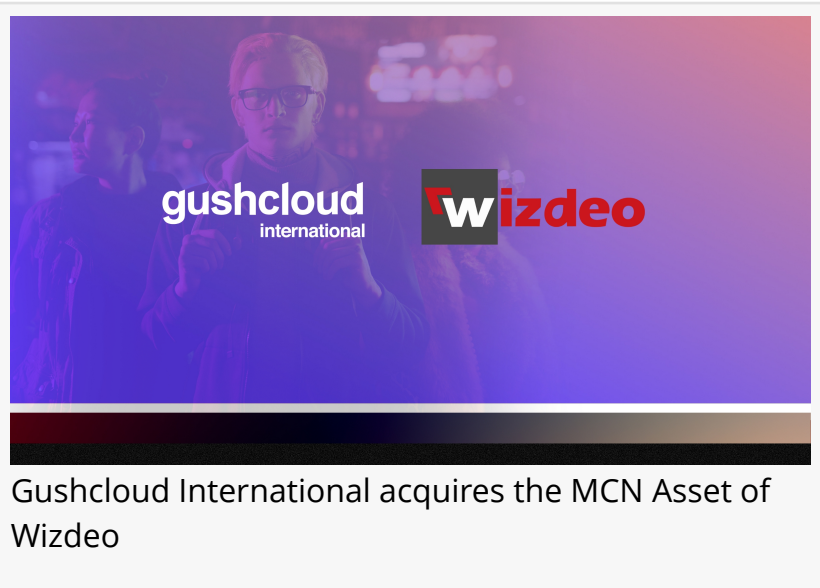 gushcloud
international
wizdeo
Gushcloud International acquires the MCN Asset of
Wizdeo